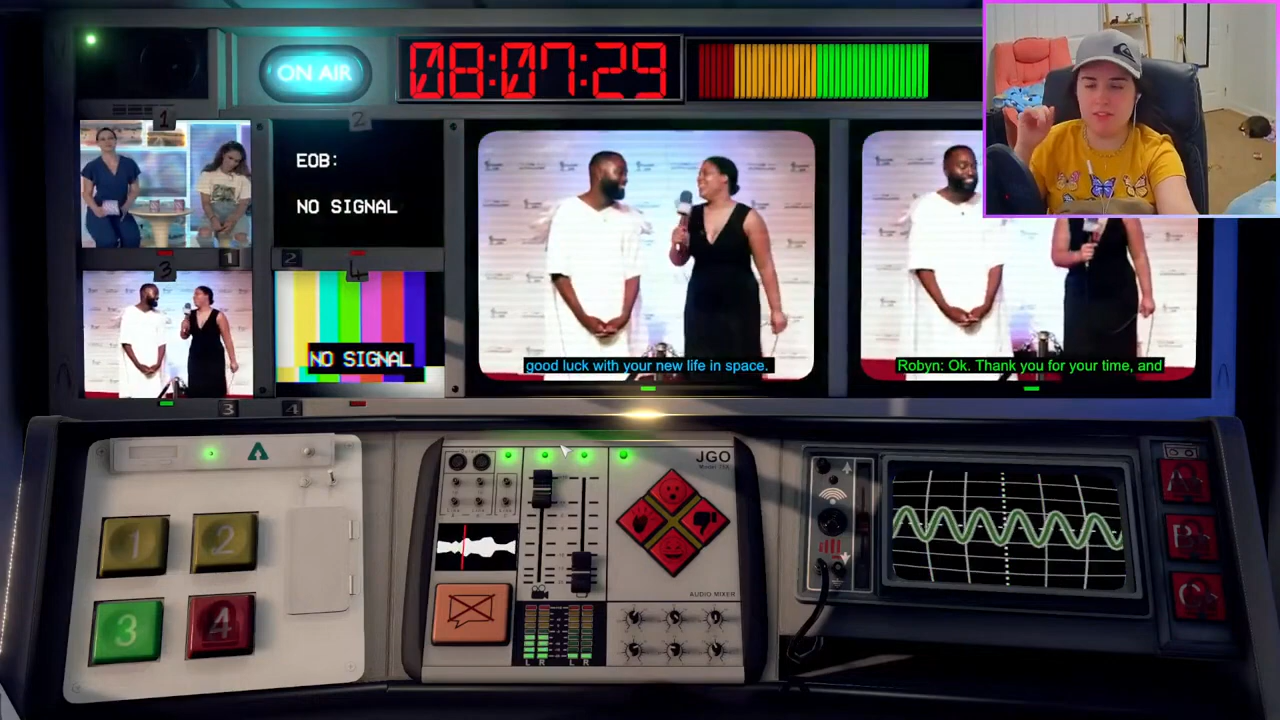 ON AIR
08:07:29
1
2
EOB:
NO SIGNAL
3
1
2
4
NO SIGNAL
good luck with your new life in space.
Robyn: Ok. Thank you for your time, and
3
4
JGO
1
2
3
4
AUDIO MIXER
L R
L R
A
B
C